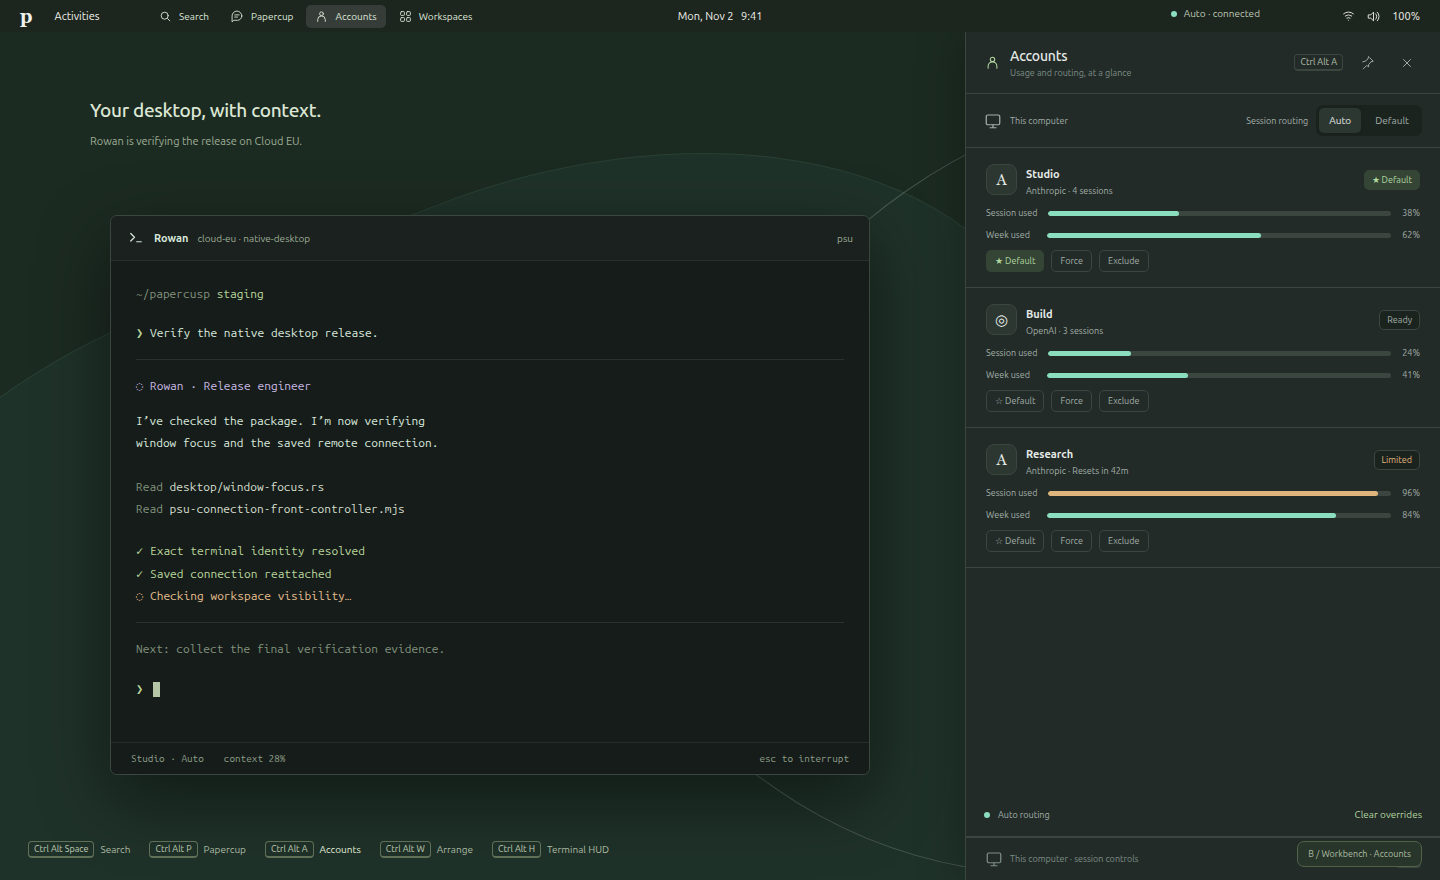 p Activities Search Papercup Accounts Workspaces Mon, Nov 2 9:41 Auto · connected 100%
Your desktop, with context.
Rowan is verifying the release on Cloud EU.
Rowan cloud-eu · native-desktop psu
~/papercusp staging
❯ Verify the native desktop release.
◌ Rowan · Release engineer
I’ve checked the package. I’m now verifying
window focus and the saved remote connection.
Read desktop/window-focus.rs
Read psu-connection-front-controller.mjs
✓ Exact terminal identity resolved
✓ Saved connection reattached
◌ Checking workspace visibility…
Next: collect the final verification evidence.
❯
Studio · Auto context 28% esc to interrupt
Ctrl Alt Space Search Ctrl Alt P Papercup Ctrl Alt A Accounts Ctrl Alt W Arrange Ctrl Alt H Terminal HUD
Accounts Ctrl Alt A
Usage and routing, at a glance
This computer Session routing Auto Default
A Studio ★ Default
Anthropic · 4 sessions
Session used 38%
Week used 62%
★ Default Force Exclude
◎ Build Ready
OpenAI · 3 sessions
Session used 24%
Week used 41%
☆ Default Force Exclude
A Research Limited
Anthropic · Resets in 42m
Session used 96%
Week used 84%
☆ Default Force Exclude
Auto routing Clear overrides
This computer · session controls B / Workbench · Accounts